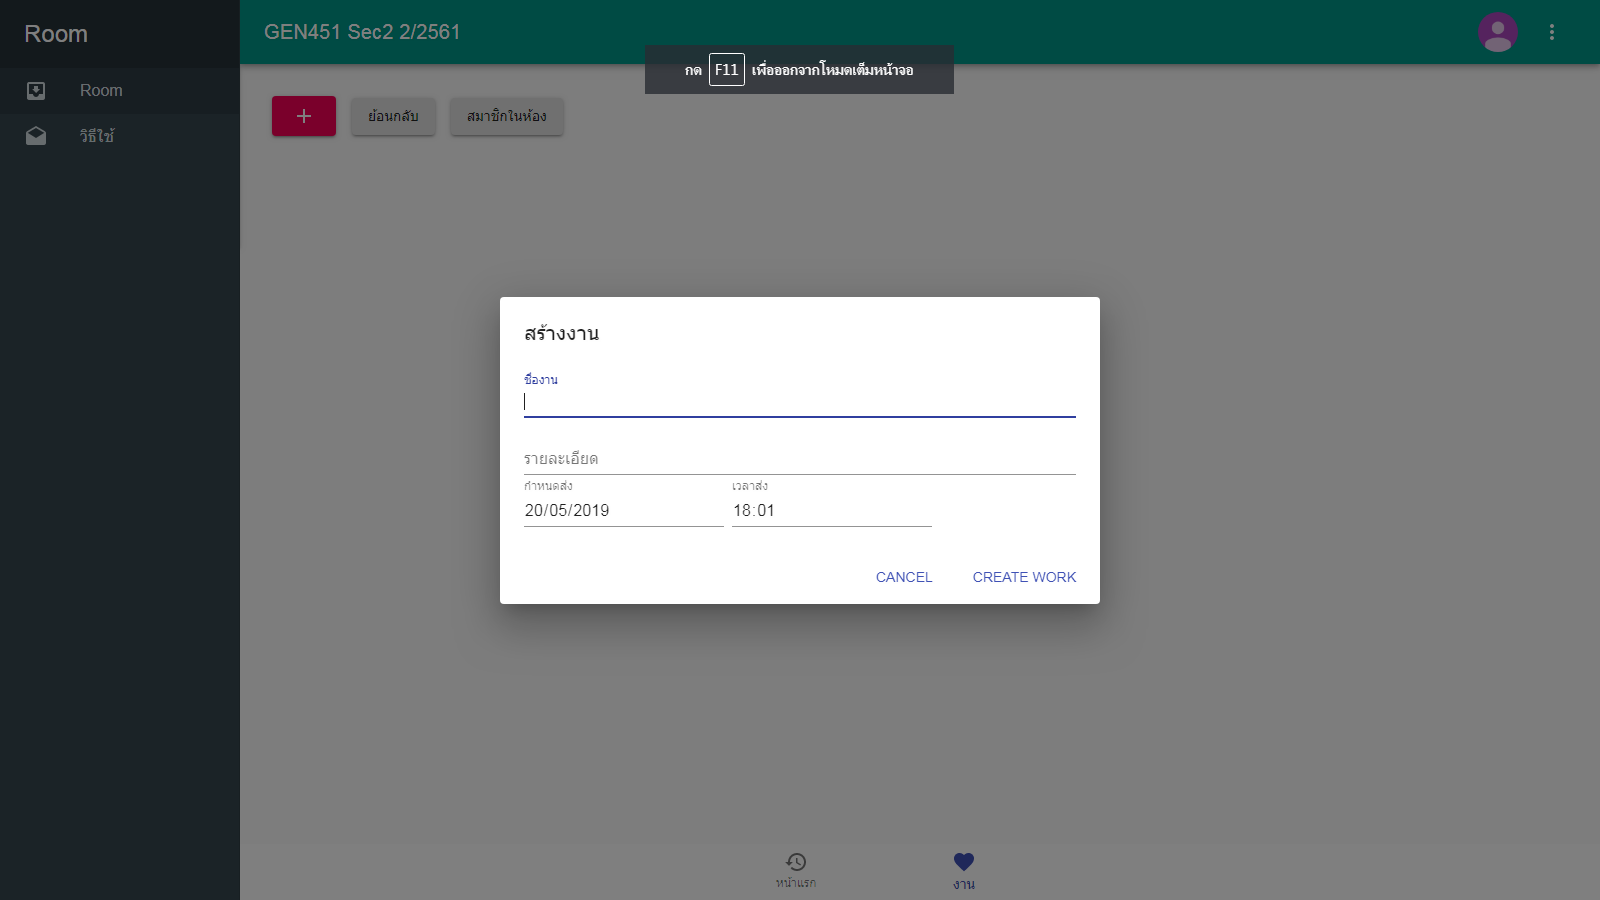 Room
GEN451 Sec2 2/2561
กด F11 เพื่อออกจากโหมดเต็มหน้าจอ
Room
วิธีใช้
ย้อนกลับ
สมาชิกในห้อง
สร้างงาน
ชื่องาน
รายละเอียด
กำหนดส่ง
เวลาส่ง
20/05/2019
18:01
CANCEL
CREATE WORK
หน้าแรก
งาน